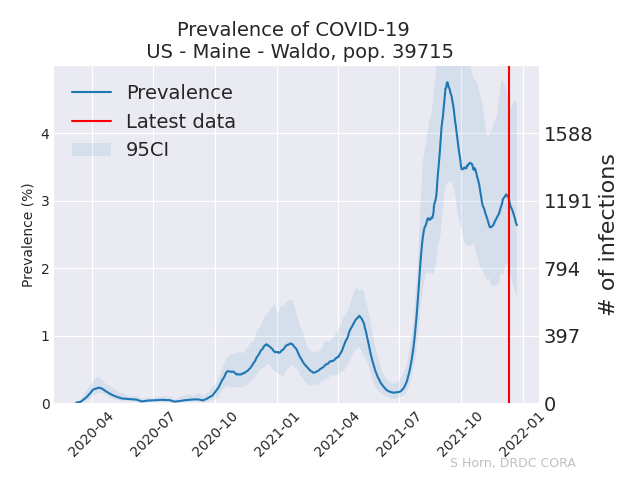 Prevalence of COVID-19
US - Maine - Waldo, pop. 39715
Prevalence
Latest data
95CI
Prevalence (%)
4
3
2
1
0
1588
1191
794
397
0
# of infections
2020-04
2020-07
2020-10
2021-01
2021-04
2021-07
2021-10
2022-01
S Horn, DRDC CORA